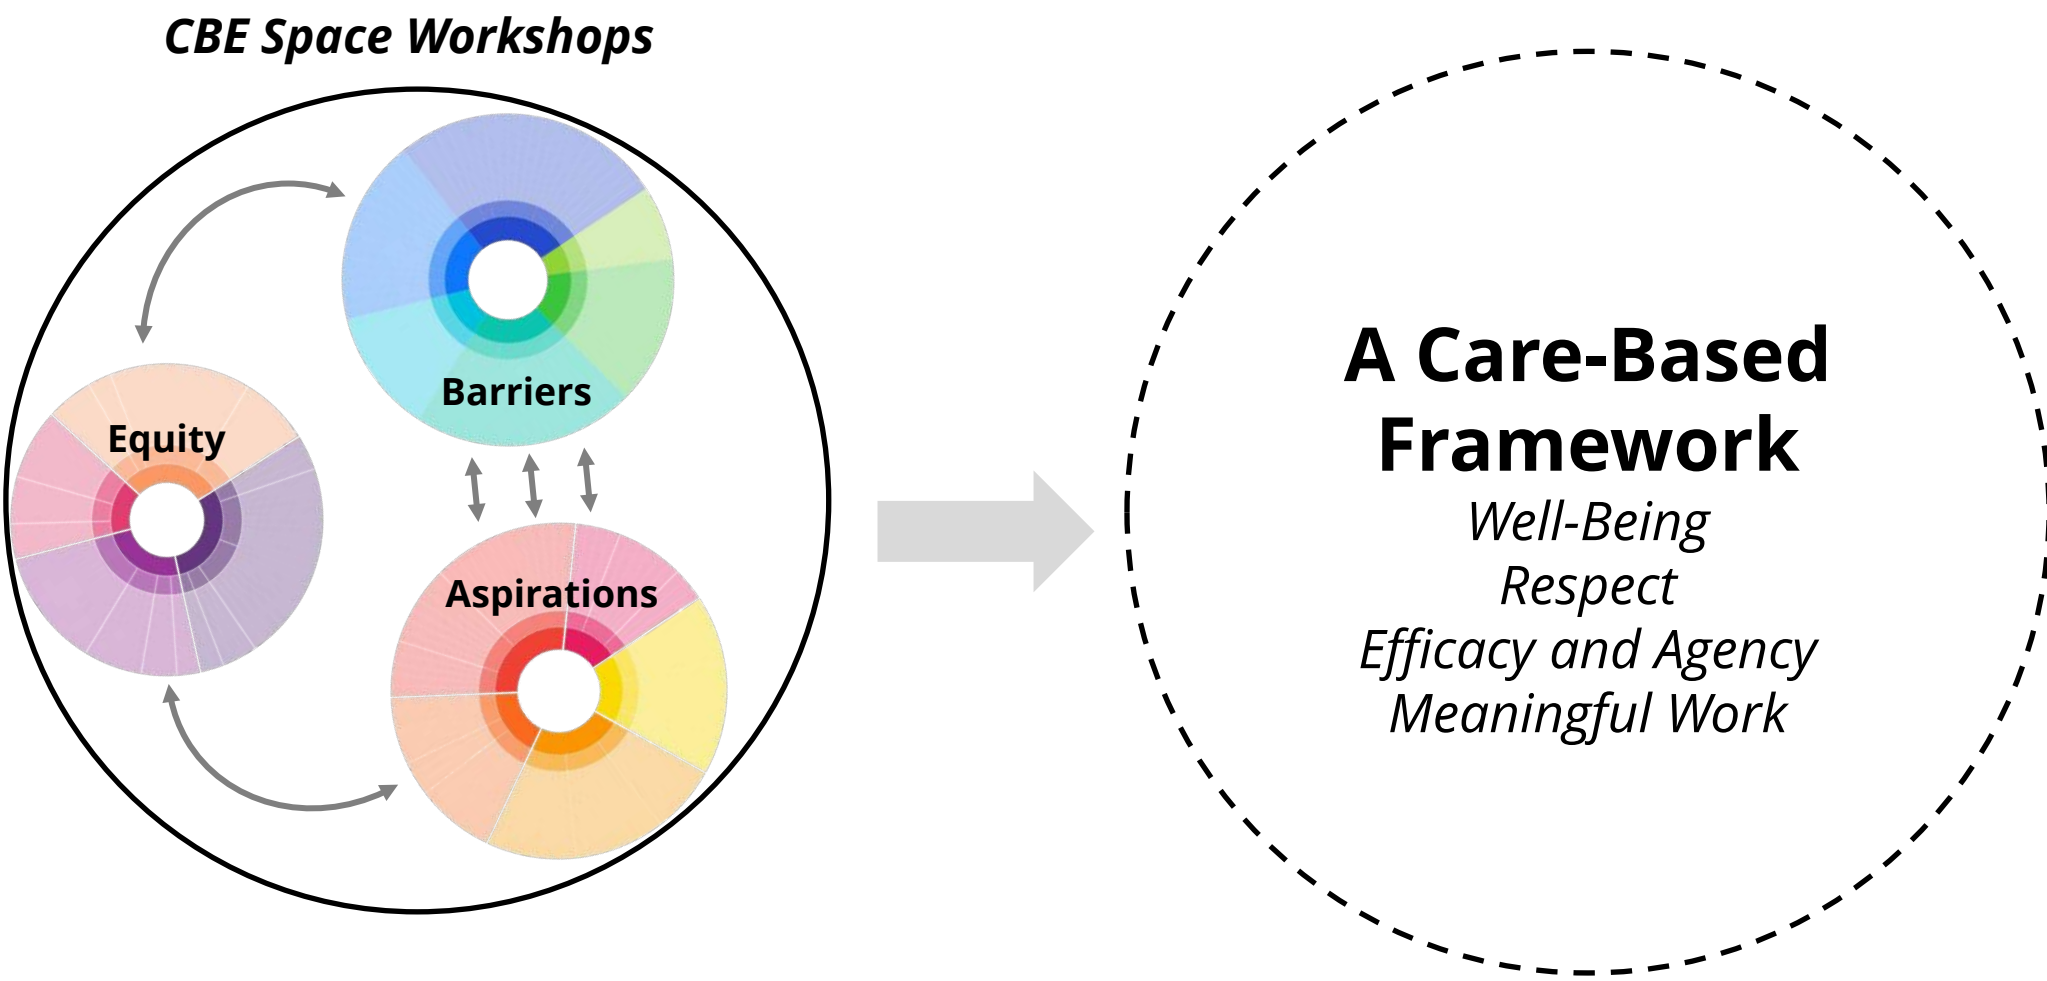 CBE Space Workshops
Barriers
Equity
Aspirations
A Care-Based
Framework
Well-Being
Respect
Efficacy and Agency
Meaningful Work